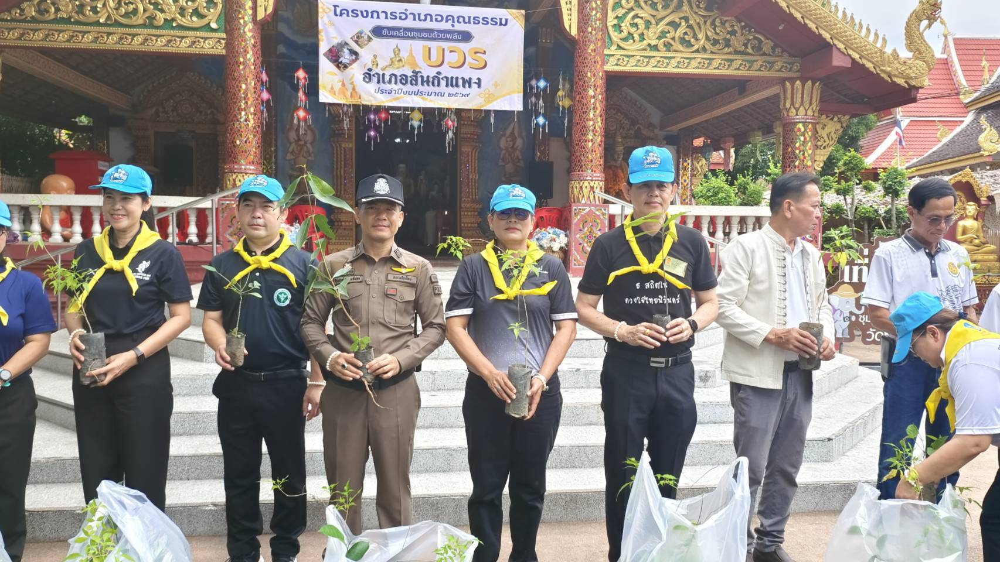 โครงการอำเภอคุณธรรม
ขับเคลื่อนชุมชนด้วยพลัง
บวร
อำเภอสันกำแพง
ประจำปีงบประมาณ ๒๕๖๙
ธ สถิตใน
ดวงใจไทยนิรันดร์